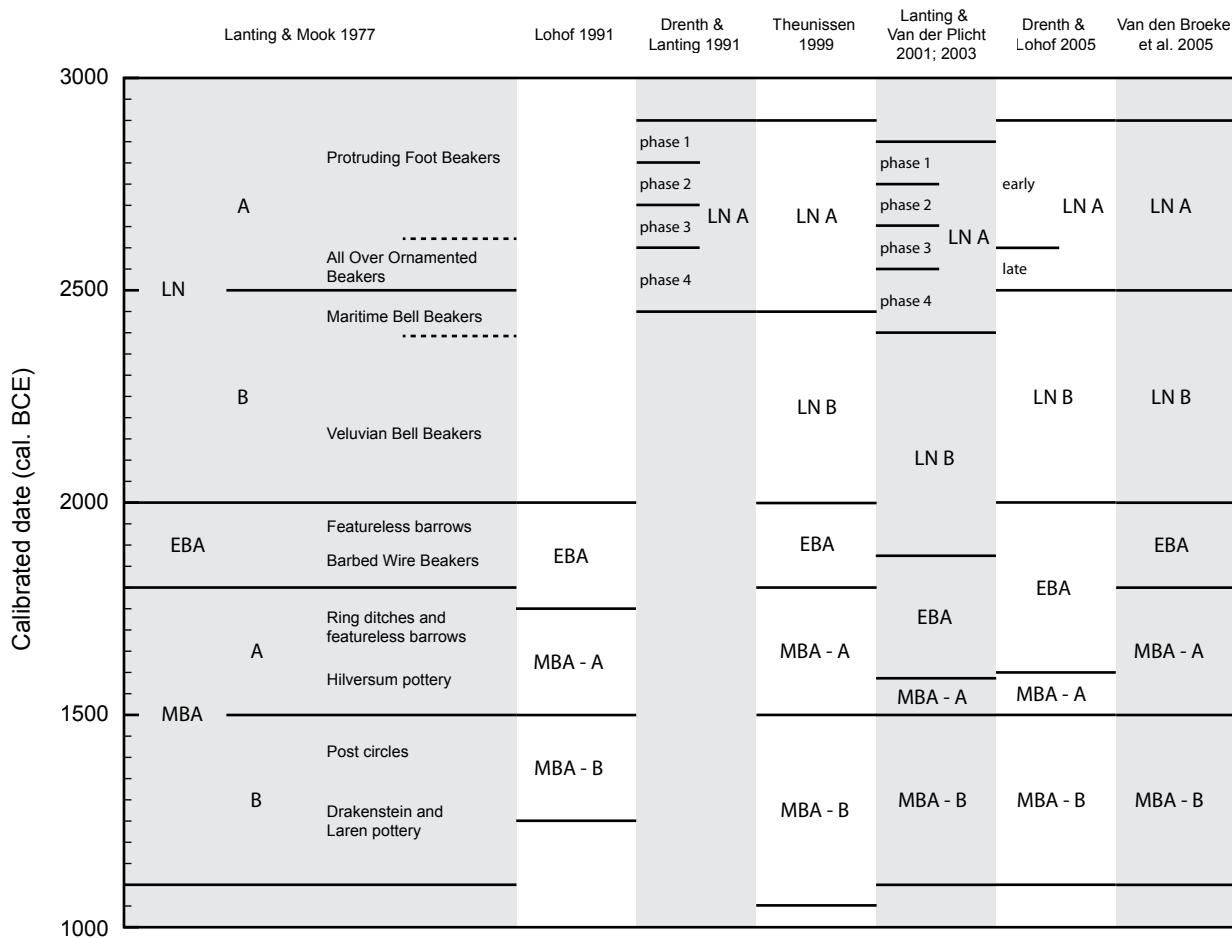 Lanting & Mook 1977
Lohof 1991
Drenth &
Lanting 1991
Theunissen
1999
Lanting &
Van der Plicht
2001; 2003
Drenth &
Lohof 2005
Van den Broeke
et al. 2005
Calibrated date (cal. BCE)
3000
2500
2000
1500
1000
LN
A
B
Protruding Foot Beakers
All Over Ornamented
Beakers
Maritime Bell Beakers
Veluvian Bell Beakers
EBA
Featureless barrows
Barbed Wire Beakers
MBA
A
B
Ring ditches and
featureless barrows
Hilversum pottery
Post circles
Drakenstein and
Laren pottery
EBA
MBA - A
MBA - B
phase 1
phase 2
phase 3
phase 4
LN A
LN A
LN B
EBA
MBA - A
MBA - B
phase 1
phase 2
phase 3
phase 4
LN A
LN B
EBA
MBA - A
MBA - B
early
late
LN A
LN B
EBA
MBA - A
MBA - B
LN A
LN B
EBA
MBA - A
MBA - B